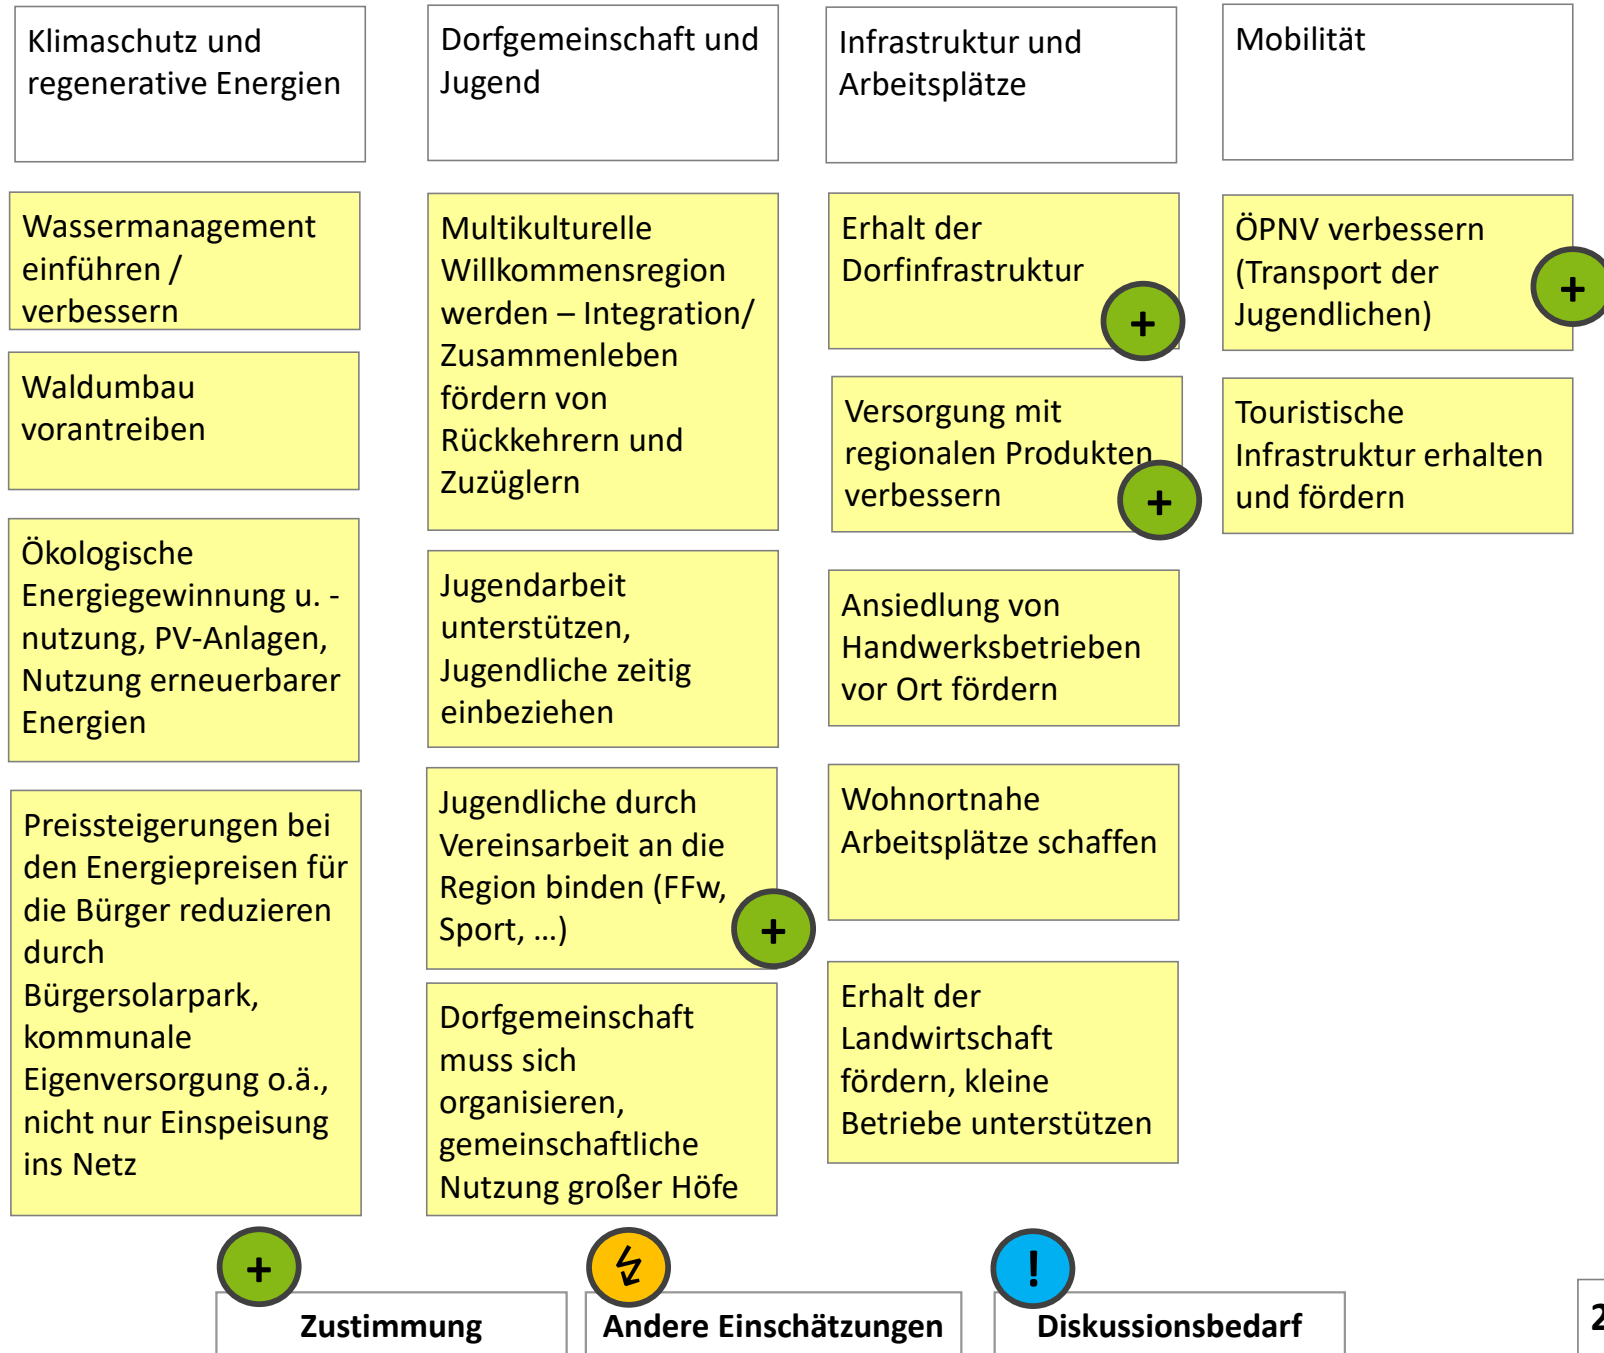 Klimaschutz und
regenerative Energien
Wassermanagement
einführen /
verbessern
Waldumbau
vorantreiben
Ökologische
Energiegewinnung u. -
nutzung, PV-Anlagen,
Nutzung erneuerbarer
Energien
Preissteigerungen bei
den Energiepreisen für
die Bürger reduzieren
durch
Bürgersolarpark,
kommunale
Eigenversorgung o.ä.,
nicht nur Einspeisung
ins Netz
Dorfgemeinschaft und
Jugend
Multikulturelle
Willkommensregion
werden – Integration/
Zusammenleben
fördern von
Rückkehrern und
Zuzüglern
Jugendarbeit
unterstützen,
Jugendliche zeitig
einbeziehen
Jugendliche durch
Vereinsarbeit an die
Region binden (FFw,
Sport, …)
+
Dorfgemeinschaft
muss sich
organisieren,
gemeinschaftliche
Nutzung großer Höfe
Infrastruktur und
Arbeitsplätze
Erhalt der
Dorfinfrastruktur
+
Versorgung mit
regionalen Produkten
verbessern
+
Ansiedlung von
Handwerksbetrieben
vor Ort fördern
Wohnortnahe
Arbeitsplätze schaffen
Erhalt der
Landwirtschaft
fördern, kleine
Betriebe unterstützen
Mobilität
ÖPNV verbessern
(Transport der
Jugendlichen)
+
Touristische
Infrastruktur erhalten
und fördern
+
Zustimmung
Andere Einschätzungen
!
Diskussionsbedarf
2